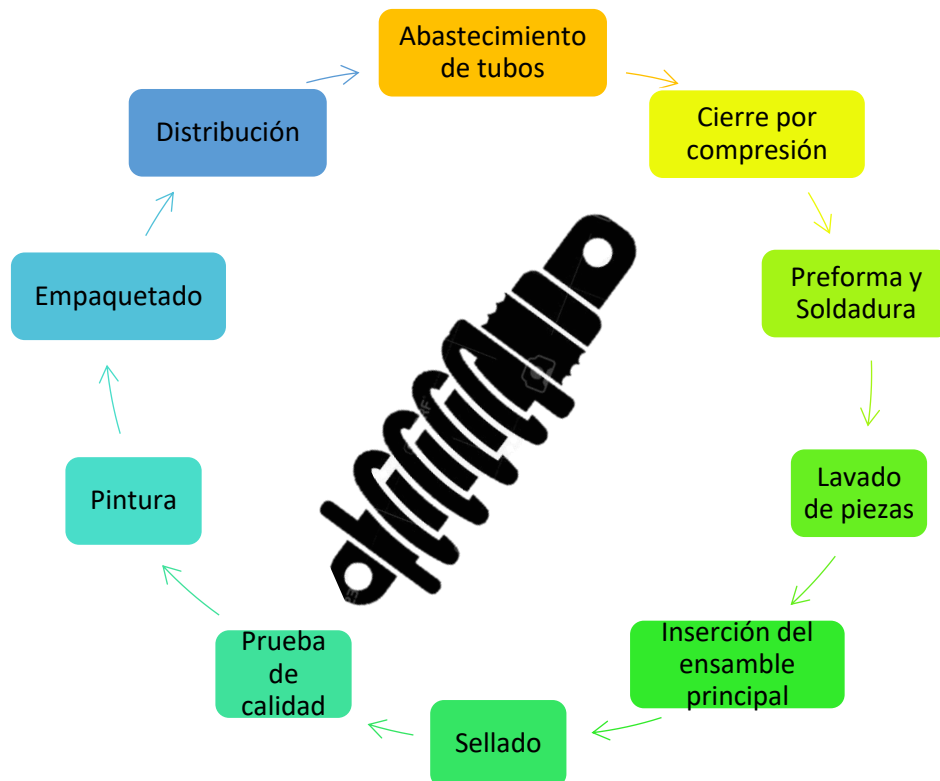 Abastecimiento
de tubos
Cierre por
compresión
Preforma y
Soldadura
Lavado
de piezas
Inserción del
ensamble
principal
Sellado
Prueba
de
calidad
Pintura
Empaquetado
Distribución